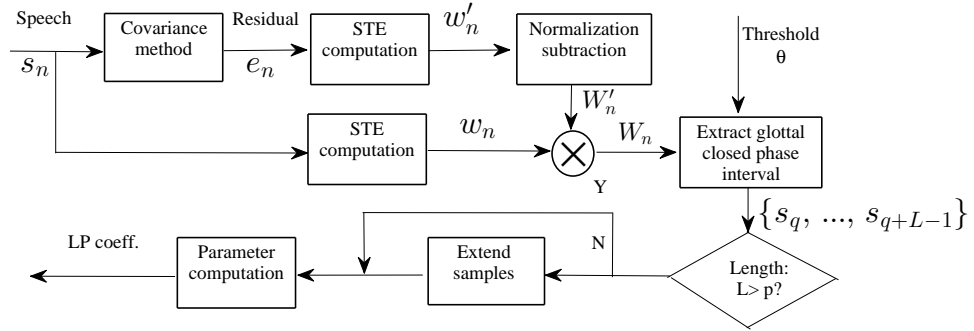 Speech
s_n
Covariance
method
Residual
e_n
STE
computation
w'_n
Normalization
subtraction
Threshold
θ
W'_n
STE
computation
w_n
W_n
Extract glottal
closed phase
interval
Y
{s_q, ..., s_{q+L−1}}
LP coeff.
Parameter
computation
Extend
samples
N
Length:
L> p?